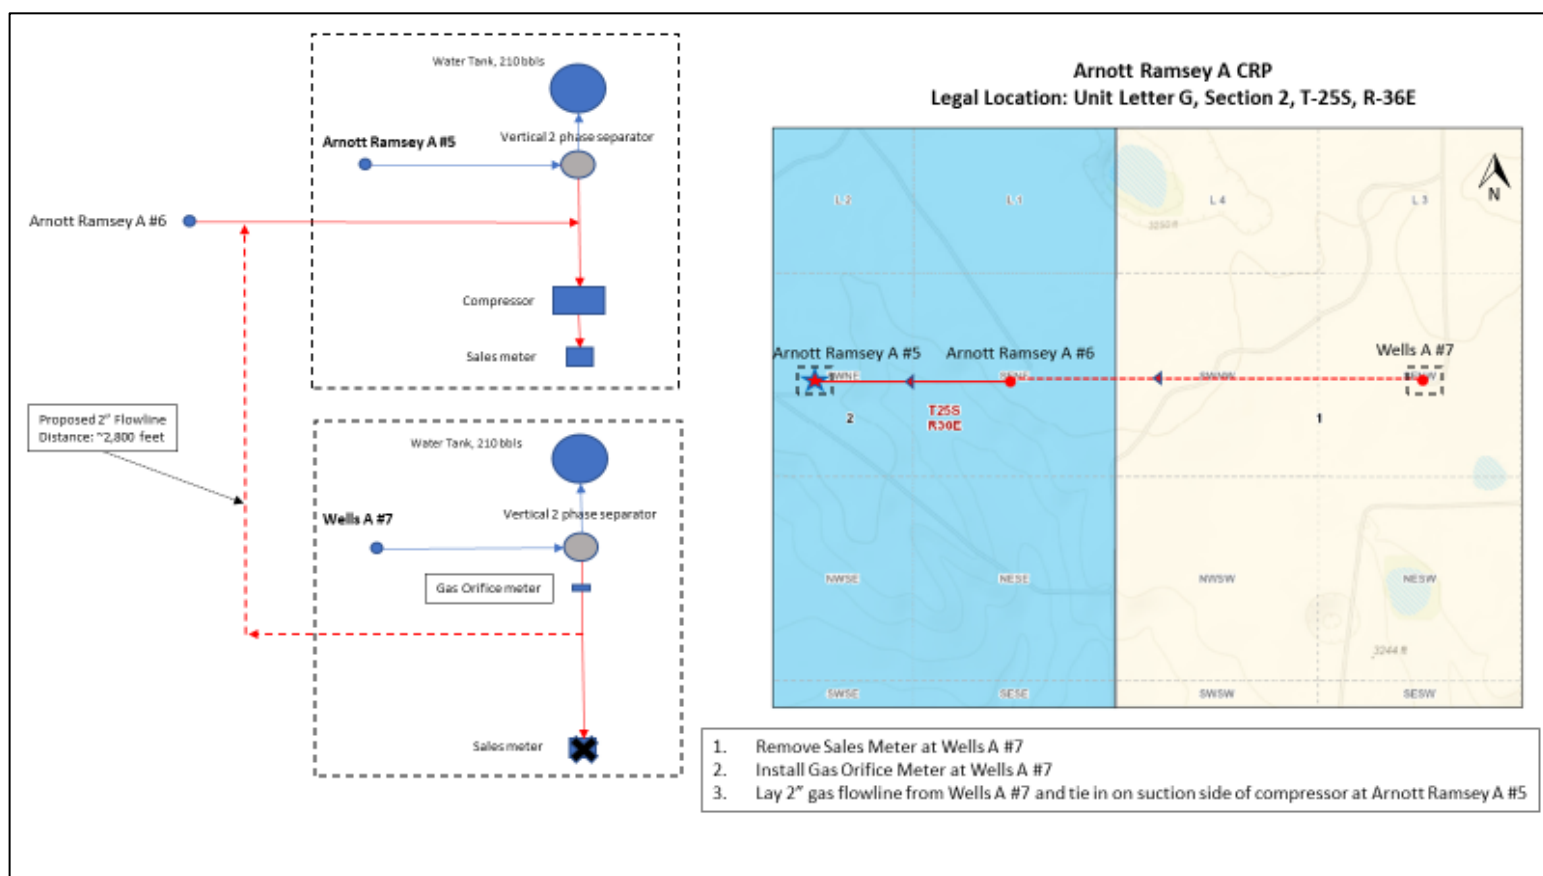 Water Tank, 210 bbls
Arnott Ramsey A #5
Vertical 2 phase separator
Arnott Ramsey A #6
Compressor
Sales meter
Proposed 2” Flowline
Distance: ~2,800 feet
Water Tank, 210 bbls
Vertical 2 phase separator
Wells A #7
Gas Orifice meter
Sales meter
Arnott Ramsey A CRP
Legal Location: Unit Letter G, Section 2, T-25S, R-36E
N
L 2
L 1
L 4
L 3
Arnott Ramsey A #5
Arnott Ramsey A #6
Wells A #7
SWNE
SENE
SWNW
2
T25S
R36E
1
NWSE
NESE
NWSW
NESW
3244 ft
SWSE
SESE
SWSW
SESW
1. Remove Sales Meter at Wells A #7
2. Install Gas Orifice Meter at Wells A #7
3. Lay 2” gas flowline from Wells A #7 and tie in on suction side of compressor at Arnott Ramsey A #5